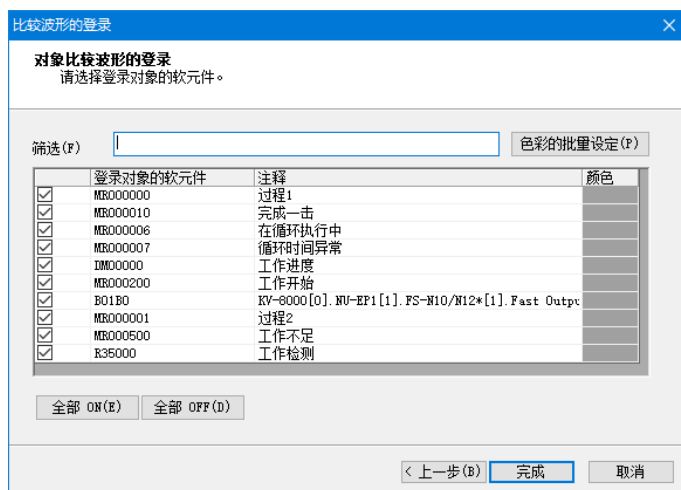 比较波形的登录
对象比较波形的登录
请选择登录对象的软元件。
筛选(F)
色彩的批量设定(P)
登录对象的软元件 注释 颜色
MR000000 过程1
MR000010 完成一击
MR000006 在循环执行中
MR000007 循环时间异常
DM00000 工作进度
MR000200 工作开始
B01B0 KV-8000[0].NU-EP1[1].FS-N10/N12*[1].Fast Outpu
MR000001 过程2
MR000500 工作不足
R35000 工作检测
全部 ON(E) 全部 OFF(D)
< 上一步(B) 完成 取消